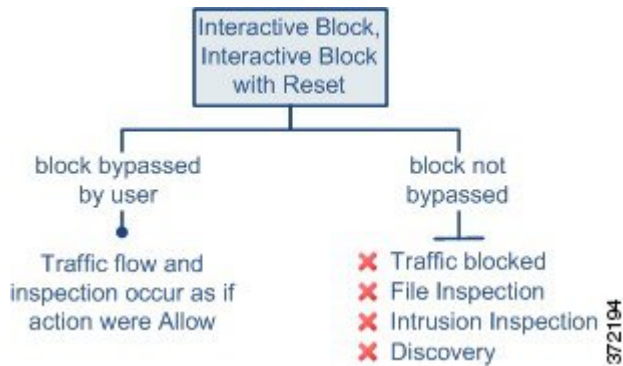 Interactive Block,
Interactive Block
with Reset
block bypassed
by user
block not
bypassed
Traffic flow and
inspection occur as if
action were Allow
Traffic blocked
File Inspection
Intrusion Inspection
Discovery
372194